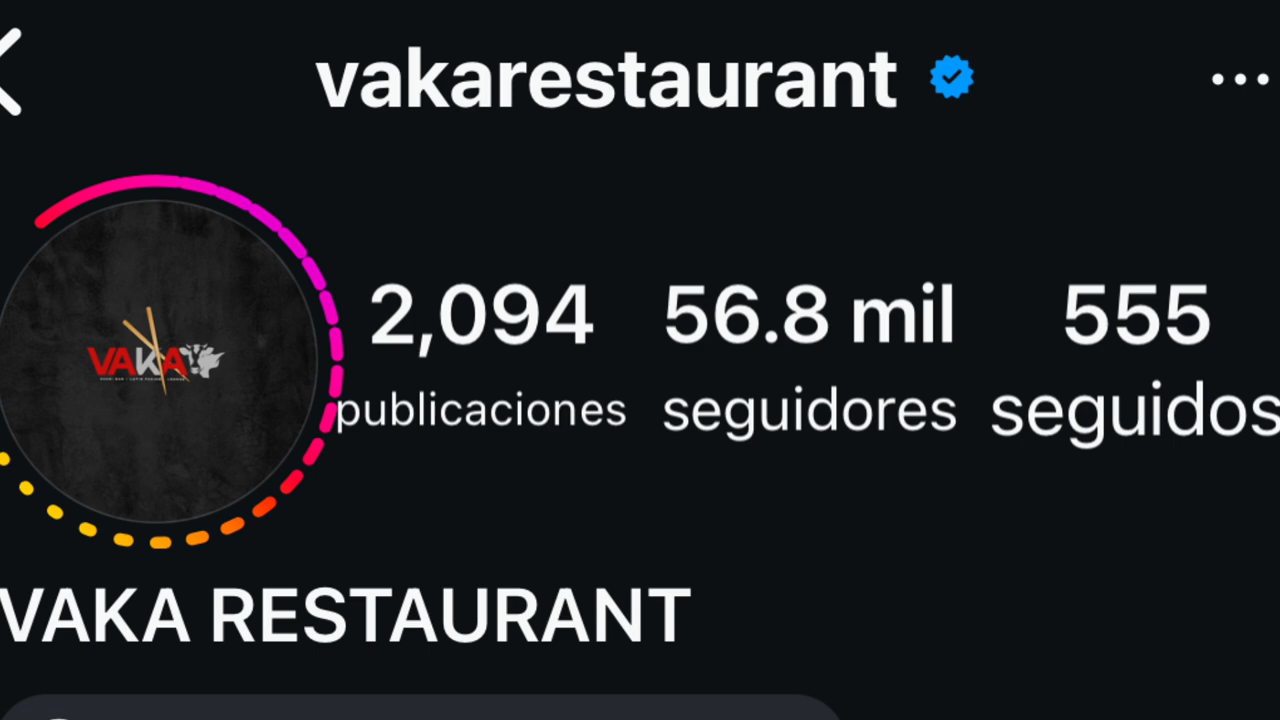 vakarestaurant
2,094
56.8 mil
555
publicaciones
seguidores
seguidos
VAKA
VAKA RESTAURANT